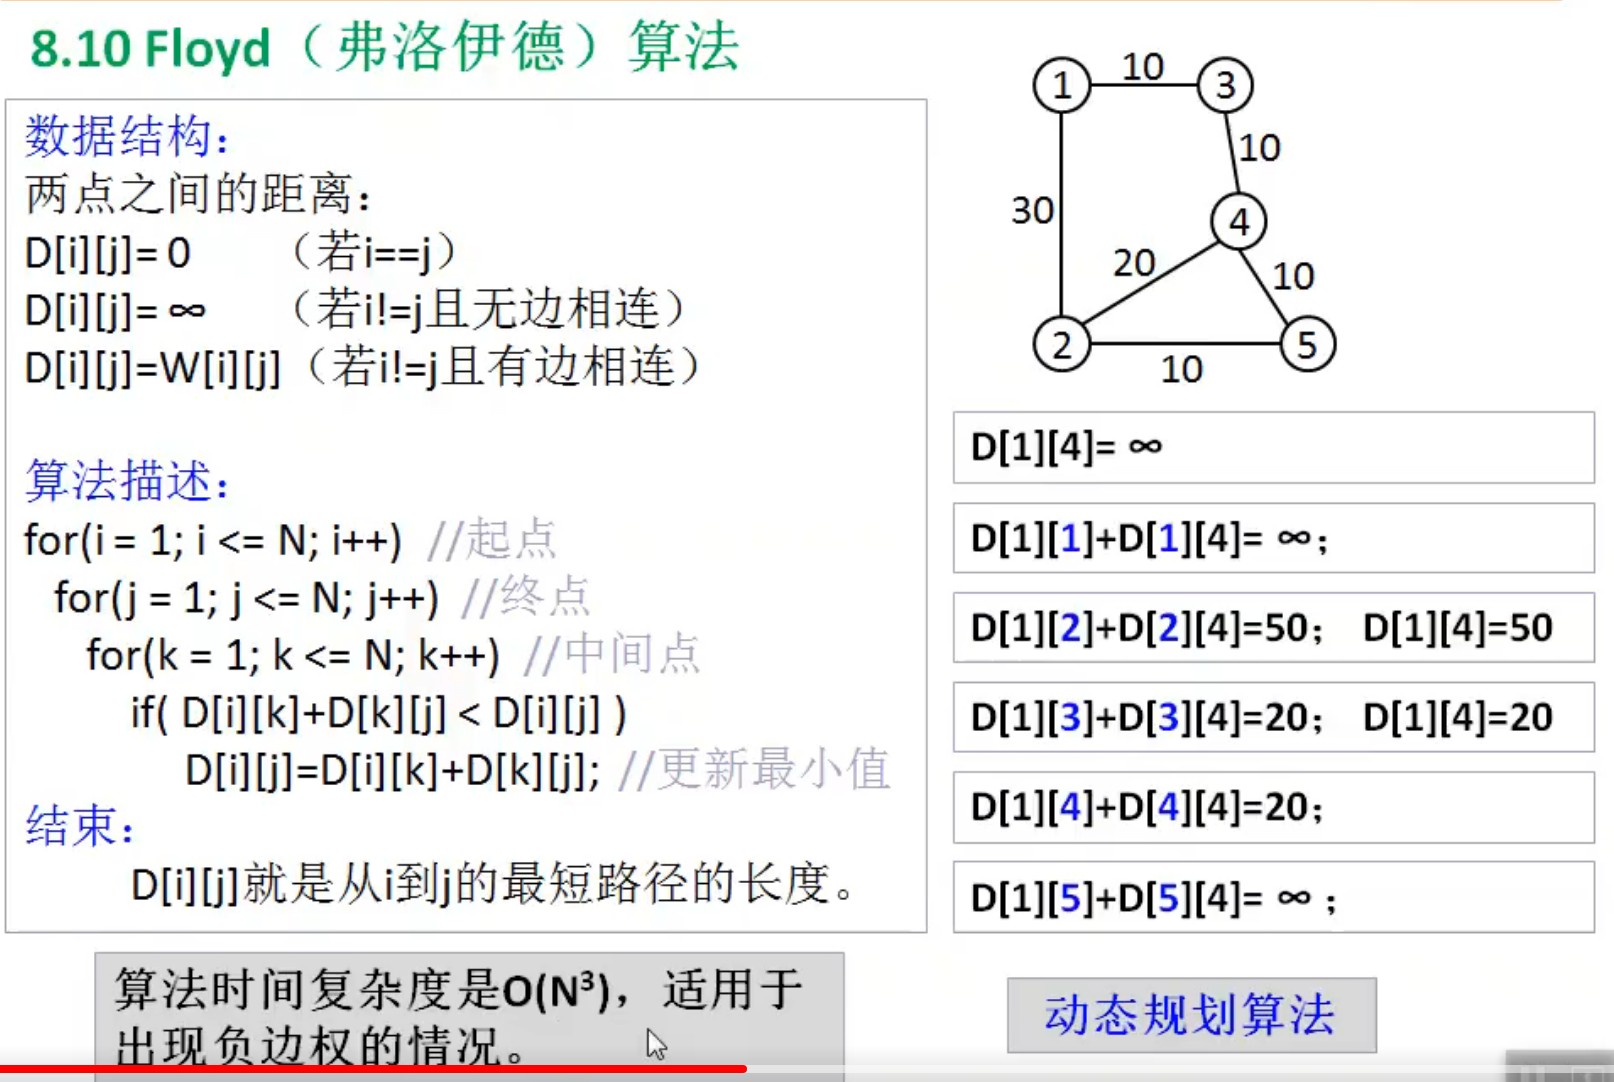 8.10 Floyd（弗洛伊德）算法
数据结构：
两点之间的距离：
D[i][j]= 0 （若i==j）
D[i][j]= ∞ （若i!=j且无边相连）
D[i][j]=W[i][j]（若i!=j且有边相连）
算法描述：
for(i = 1; i <= N; i++) //起点
for(j = 1; j <= N; j++) //终点
for(k = 1; k <= N; k++) //中间点
if( D[i][k]+D[k][j] < D[i][j] )
D[i][j]=D[i][k]+D[k][j]; //更新最小值
结束：
D[i][j]就是从i到j的最短路径的长度。
算法时间复杂度是O(N³)，适用于
出现负边权的情况。
1 10 3
10
30
4
20
10
2
5
10
D[1][4]= ∞
D[1][1]+D[1][4]= ∞；
D[1][2]+D[2][4]=50； D[1][4]=50
D[1][3]+D[3][4]=20； D[1][4]=20
D[1][4]+D[4][4]=20；
D[1][5]+D[5][4]= ∞；
动态规划算法